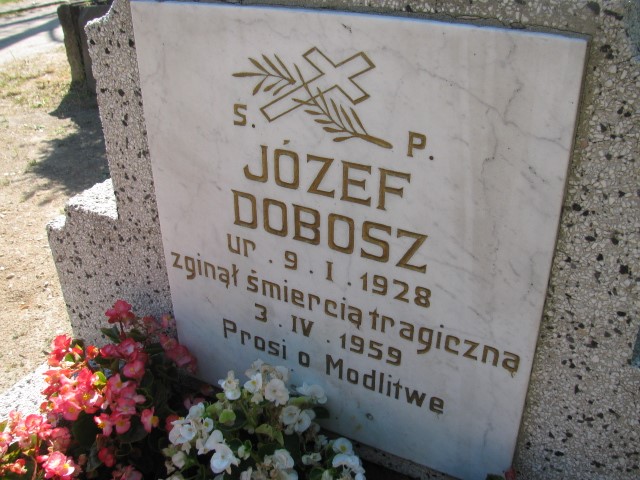 Ś. P.
JÓZEF
DOBOSZ
ur. 9. I. 1928
zginął śmiercią tragiczną
3. IV. 1959
Prosi o Modlitwę